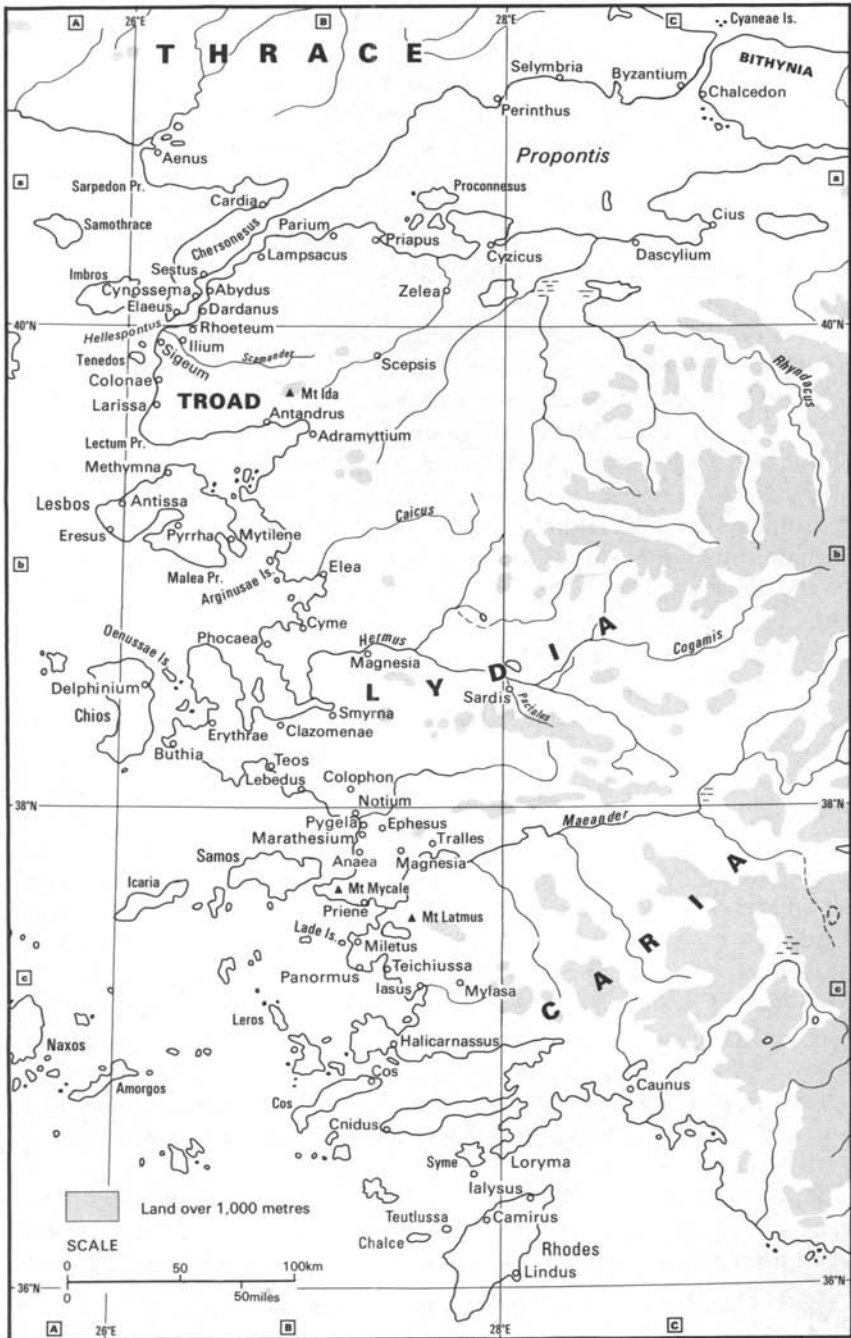 A
26°E
B
28°E
C
Cyaneae Is.
THRACE
Selymbria
Byzantium
BITHYNIA
Perinthus
Chalcedon
Aenus
Propontis
a
Sarpedon Pr.
Proconnesus
a
Cardia
Samothrace
Chersonesus
Parium
Priapus
Cius
Lampsacus
Cyzicus
Dascylium
Imbros
Sestus
Cynossema
Abydus
Zelea
Elaeus
Dardanus
40°N
Hellespontus
Rhoeteum
40°N
Ilium
Tenedos
Sigeum
Scamander
Scepsis
Rhyndacus
Colonae
Mt Ida
Larissa
TROAD
Antandrus
Lectum Pr.
Adramyttium
Methymna
Lesbos
Antissa
Caicus
Eresus
Pyrrha
Mytilene
b
Malea Pr.
Elea
b
Arginusae Is.
Cyme
Oenussae Is.
Phocaea
Hermus
Cogamis
Magnesia
LYDIA
Delphinium
Sardis
Pactolus
Chios
Smyrna
Erythrae
Clazomenae
Buthia
Teos
Lebedus
Colophon
38°N
Notium
38°N
Pygela
Ephesus
Maeander
Marathesium
Tralles
Samos
Anaea
Magnesia
Icaria
Mt Mycale
Priene
Mt Latmus
Lade Is.
Miletus
CARIA
Panormus
Teichiussa
c
Iasus
Mylasa
c
Leros
Naxos
Halicarnassus
Amorgos
Cos
Caunus
Cos
Cnidus
Syme
Loryma
Ialysus
Land over 1,000 metres
Teutlussa
Camirus
SCALE
Chalce
Rhodes
0 50 100km
Lindus
36°N
0 50miles
36°N
A
26°E
B
28°E
C